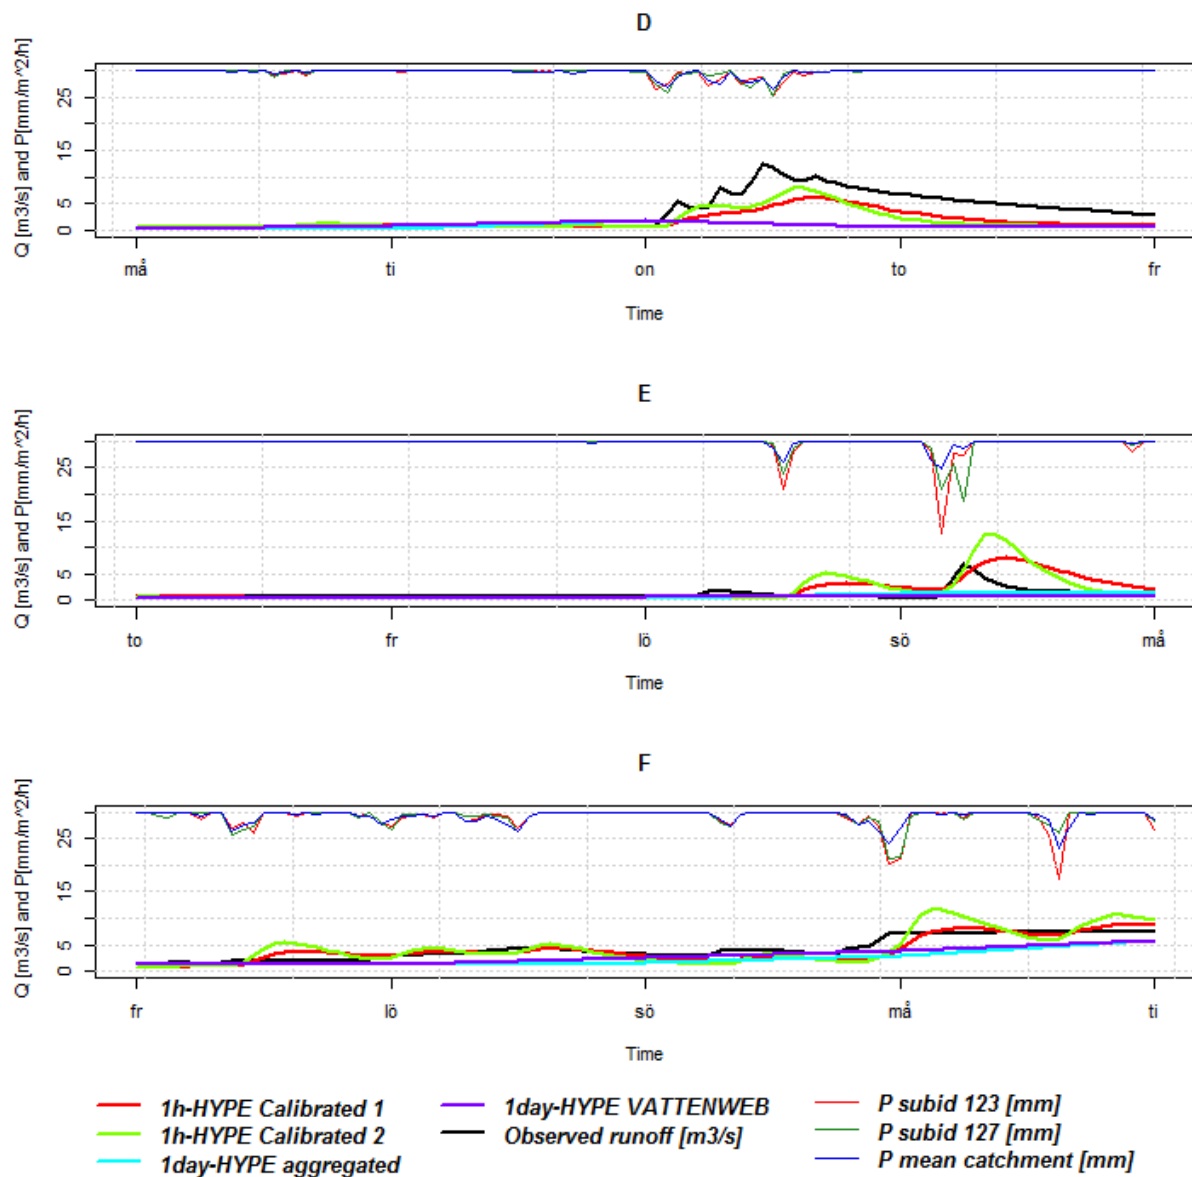 D
Q [m3/s] and P[mm/m^2/h]
25
15
5
0
må ti on to fr
Time
E
Q [m3/s] and P[mm/m^2/h]
25
15
5
0
to fr lö sö må
Time
F
Q [m3/s] and P[mm/m^2/h]
25
15
5
0
fr lö sö må ti
Time
1h-HYPE Calibrated 1
1h-HYPE Calibrated 2
1day-HYPE aggregated
1day-HYPE VATTENWEB
Observed runoff [m3/s]
P subid 123 [mm]
P subid 127 [mm]
P mean catchment [mm]